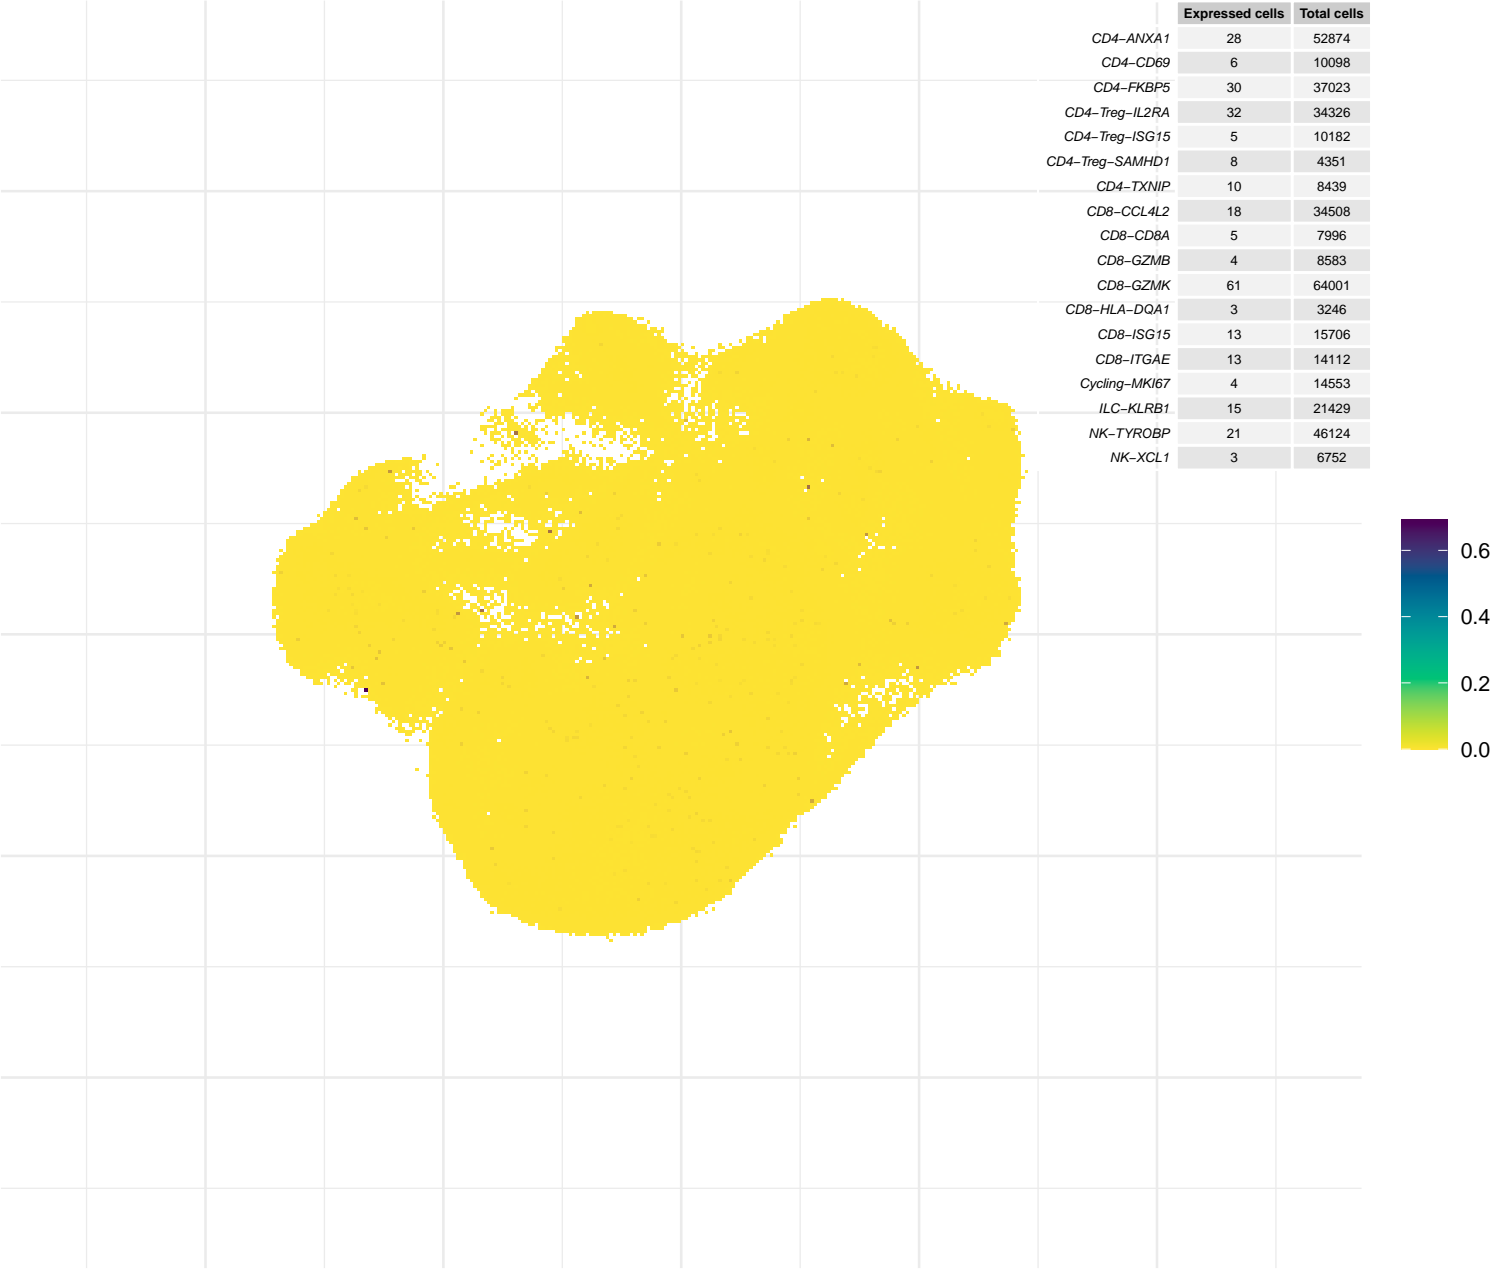 Expressed cells Total cells
CD4−ANXA1 28 52874
CD4−CD69 6 10098
CD4−FKBP5 30 37023
CD4−Treg−IL2RA 32 34326
CD4−Treg−ISG15 5 10182
CD4−Treg−SAMHD1 8 4351
CD4−TXNIP 10 8439
CD8−CCL4L2 18 34508
CD8−CD8A 5 7996
CD8−GZMB 4 8583
CD8−GZMK 61 64001
CD8−HLA−DQA1 3 3246
CD8−ISG15 13 15706
CD8−ITGAE 13 14112
Cycling−MKI67 4 14553
ILC−KLRB1 15 21429
NK−TYROBP 21 46124
NK−XCL1 3 6752
0.6
0.4
0.2
0.0